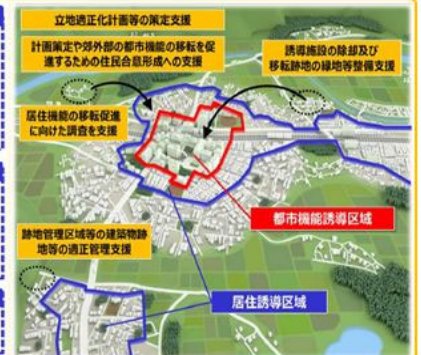 立地適正化計画等の策定支援
計画策定や郊外部の都市機能の移転を促
進するための住民合意形成への支援
誘導施設の除却及び
移転跡地の緑地等整備支援
居住機能の移転促進
に向けた調査を支援
都市機能誘導区域
跡地管理区域等の建築物跡
地等の適正管理支援
居住誘導区域